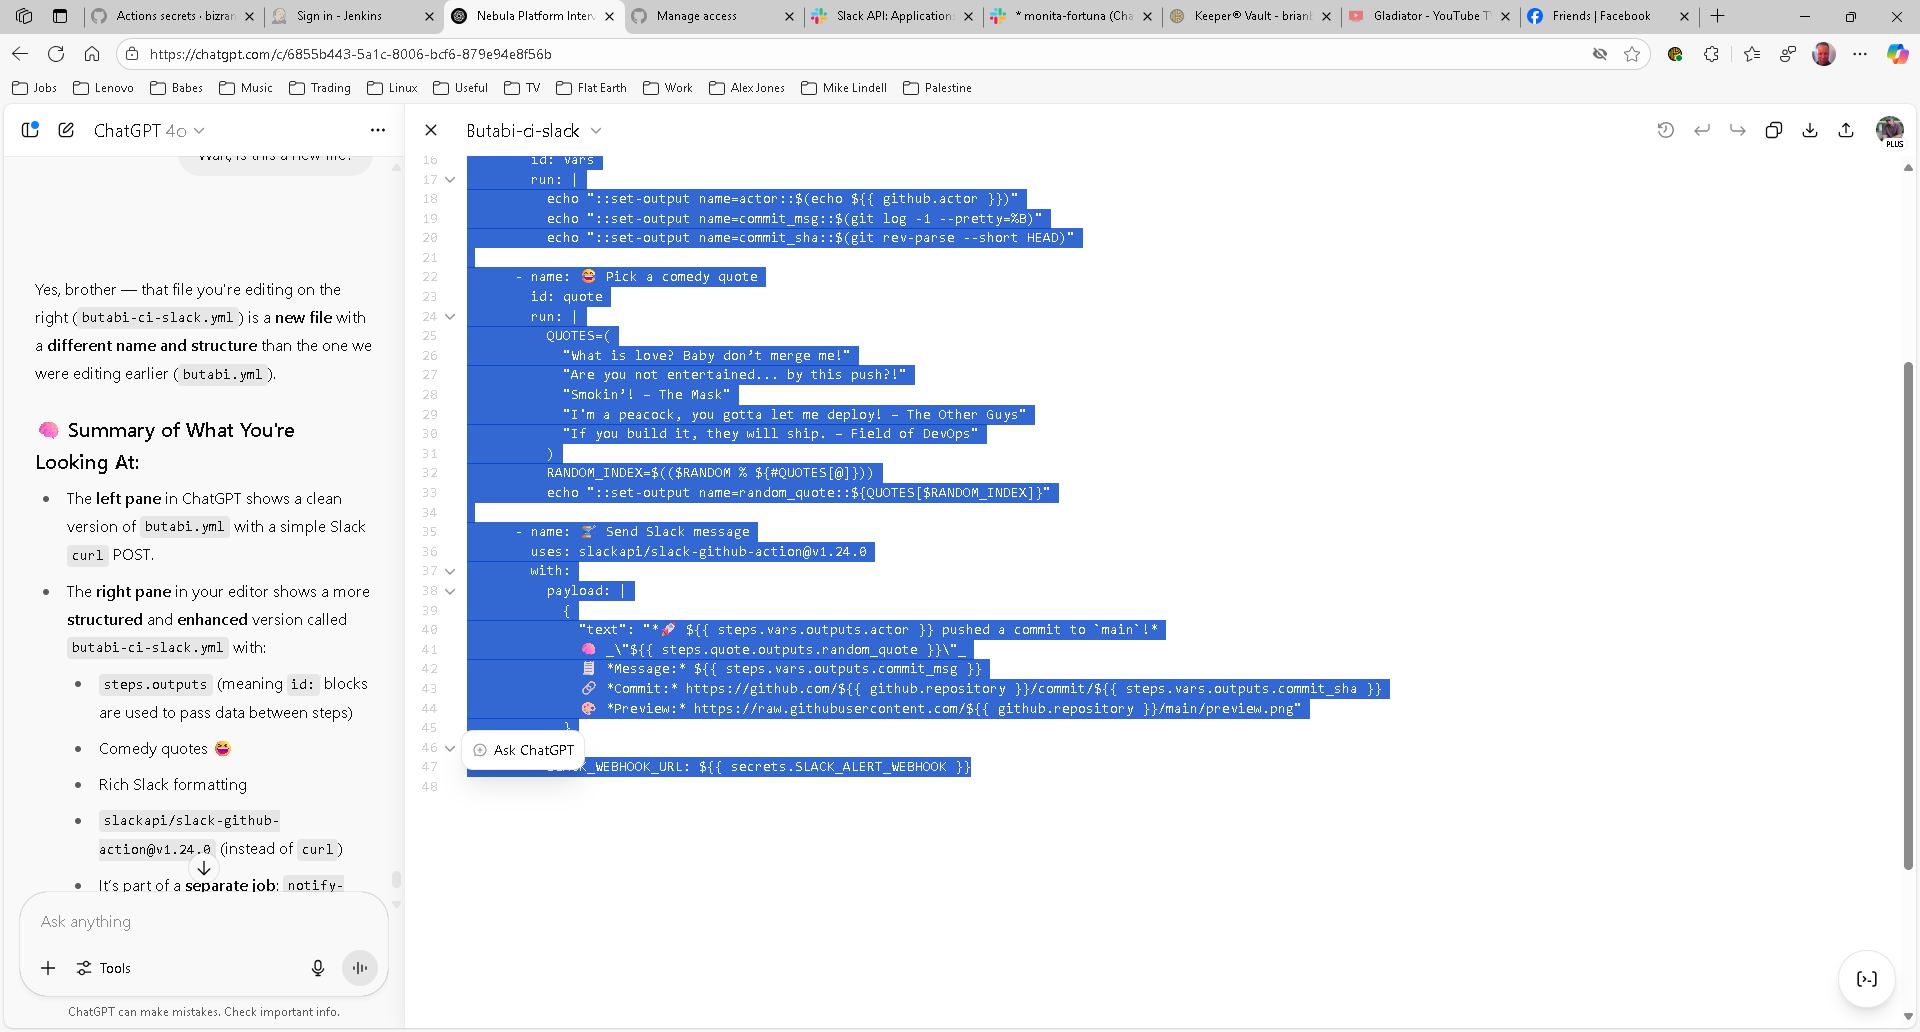 Actions secrets · bizran
Sign in - Jenkins
Nebula Platform Interv
Manage access
Slack API: Applications
* monita-fortuna (Cha
Keeper® Vault - brianb
Gladiator - YouTube T
Friends | Facebook
https://chatgpt.com/c/6855b443-5a1c-8006-bcf6-879e94e8f56b
Jobs
Lenovo
Babes
Music
Trading
Linux
Useful
TV
Flat Earth
Work
Alex Jones
Mike Lindell
Palestine
ChatGPT 4o
Wait, is this a new file?
Yes, brother — that file you're editing on the
right ( butabi-ci-slack.yml ) is a new file with
a different name and structure than the one we
were editing earlier ( butabi.yml ).
🧠 Summary of What You're
Looking At:
• The left pane in ChatGPT shows a clean
version of butabi.yml with a simple Slack
curl POST.
• The right pane in your editor shows a more
structured and enhanced version called
butabi-ci-slack.yml with:
• steps.outputs (meaning id: blocks
are used to pass data between steps)
• Comedy quotes 😆
• Rich Slack formatting
• slackapi/slack-github-
action@v1.24.0 (instead of curl )
• It's part of a separate job: notify-
Ask anything
Tools
ChatGPT can make mistakes. Check important info.
Butabi-ci-slack
PLUS
16 id: vars
17 run: |
18 echo "::set-output name=actor::$(echo ${{ github.actor }})"
19 echo "::set-output name=commit_msg::$(git log -1 --pretty=%B)"
20 echo "::set-output name=commit_sha::$(git rev-parse --short HEAD)"
21
22 - name: 😆 Pick a comedy quote
23 id: quote
24 run: |
25 QUOTES=(
26 "What is love? Baby don’t merge me!"
27 "Are you not entertained... by this push?!"
28 "Smokin’! – The Mask"
29 "I’m a peacock, you gotta let me deploy! – The Other Guys"
30 "If you build it, they will ship. – Field of DevOps"
31 )
32 RANDOM_INDEX=$(($RANDOM % ${#QUOTES[@]}))
33 echo "::set-output name=random_quote::${QUOTES[$RANDOM_INDEX]}"
34
35 - name: Send Slack message
36 uses: slackapi/slack-github-action@v1.24.0
37 with:
38 payload: |
39 {
40 "text": "*🚀 ${{ steps.vars.outputs.actor }} pushed a commit to `main`!*
41 🧠 _\"${{ steps.quote.outputs.random_quote }}\"_
42 🧾 *Message:* ${{ steps.vars.outputs.commit_msg }}
43 🔗 *Commit:* https://github.com/${{ github.repository }}/commit/${{ steps.vars.outputs.commit_sha }}
44 🎨 *Preview:* https://raw.githubusercontent.com/${{ github.repository }}/main/preview.png"
45 }
46
Ask ChatGPT
47 _WEBHOOK_URL: ${{ secrets.SLACK_ALERT_WEBHOOK }}
48